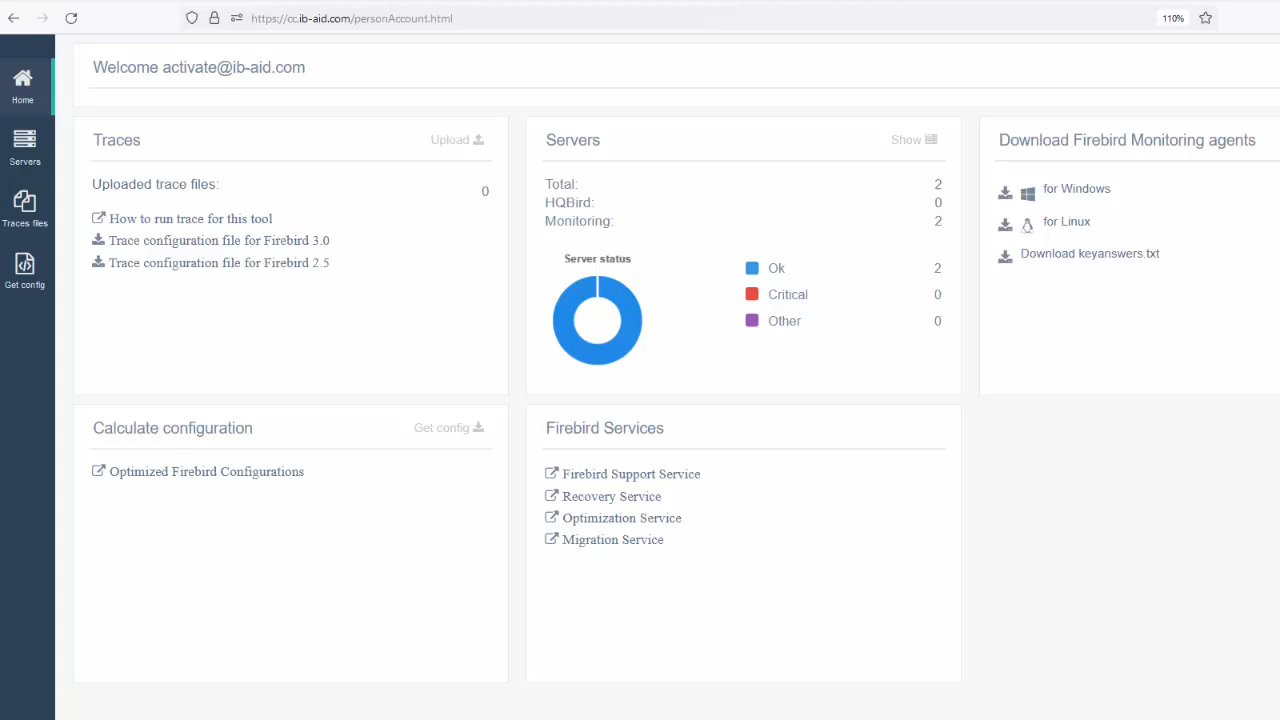 https://cc.ib-aid.com/personAccount.html
110%
Home
Servers
Traces files
Get config
Welcome activate@ib-aid.com
Traces
Upload
Uploaded trace files:
0
How to run trace for this tool
Trace configuration file for Firebird 3.0
Trace configuration file for Firebird 2.5
Servers
Show
Total:
2
HQBird:
0
Monitoring:
2
Server status
Ok
2
Critical
0
Other
0
Download Firebird Monitoring agents
for Windows
for Linux
Download keyanswers.txt
Calculate configuration
Get config
Optimized Firebird Configurations
Firebird Services
Firebird Support Service
Recovery Service
Optimization Service
Migration Service